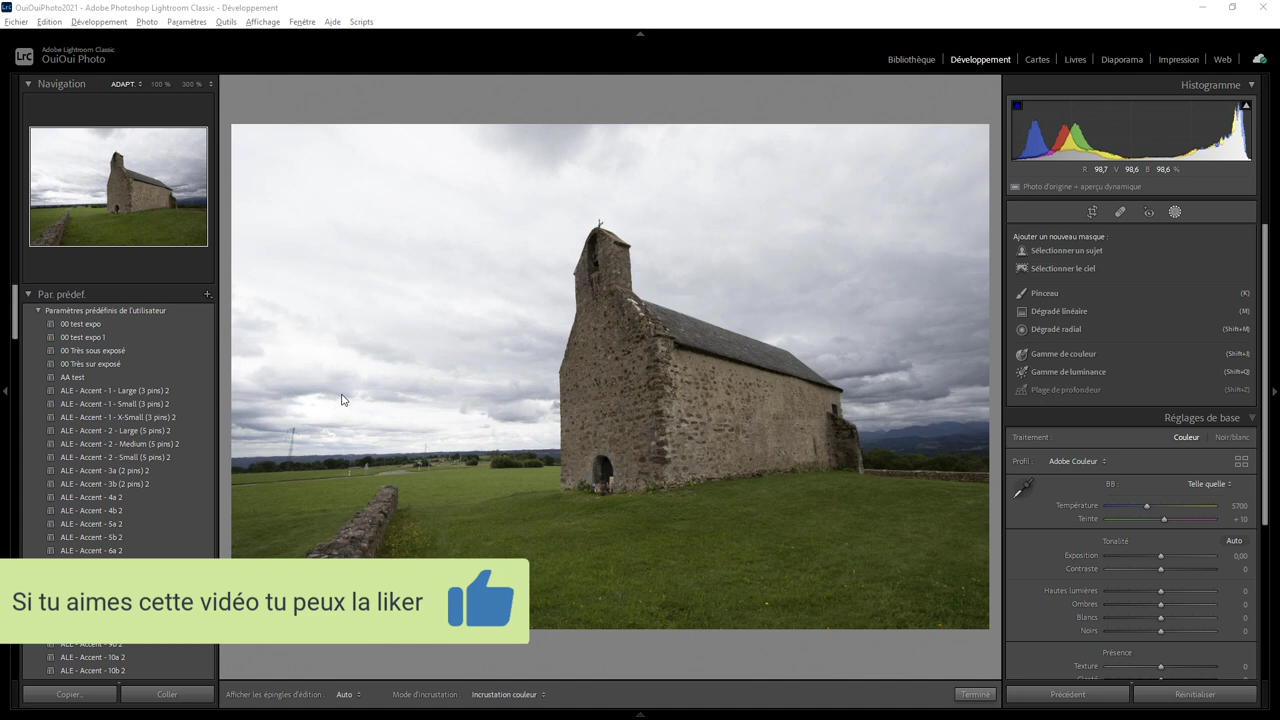 OuiOuiPhoto2021 - Adobe Photoshop Lightroom Classic - Développement
Fichier Edition Développement Photo Paramètres Outils Affichage Fenêtre Aide Scripts
Lrc
Adobe Lightroom Classic
OuiOui Photo
Bibliothèque Développement Cartes Livres Diaporama Impression Web
Navigation ADAPT. 100 % 300 %
Par. prédéf. +
Paramètres prédéfinis de l'utilisateur
00 test expo
00 test expo 1
00 Très sous exposé
00 Très sur exposé
AA test
ALE - Accent - 1 - Large (3 pins) 2
ALE - Accent - 1 - Small (3 pins) 2
ALE - Accent - 1 - X-Small (3 pins) 2
ALE - Accent - 2 - Large (5 pins) 2
ALE - Accent - 2 - Medium (5 pins) 2
ALE - Accent - 2 - Small (5 pins) 2
ALE - Accent - 3a (2 pins) 2
ALE - Accent - 3b (2 pins) 2
ALE - Accent - 4a 2
ALE - Accent - 4b 2
ALE - Accent - 5a 2
ALE - Accent - 5b 2
ALE - Accent - 6a 2
Si tu aimes cette vidéo tu peux la liker
ALE - Accent - 9b 2
ALE - Accent - 10a 2
ALE - Accent - 10b 2
Copier... Coller
Afficher les épingles d'édition : Auto Mode d'incrustation : Incrustation couleur Terminé
Histogramme
R 98,7 V 98,6 B 98,6 %
Photo d'origine + aperçu dynamique
Ajouter un nouveau masque :
Sélectionner un sujet
Sélectionner le ciel
Pinceau (K)
Dégradé linéaire (M)
Dégradé radial (Shift+M)
Gamme de couleur (Shift+J)
Gamme de luminance (Shift+Q)
Plage de profondeur (Shift+Z)
Réglages de base
Traitement : Couleur Noir/blanc
Profil : Adobe Couleur
BB : Telle quelle
Température 5700
Teinte + 10
Tonalité Auto
Exposition 0,00
Contraste 0
Hautes lumières 0
Ombres 0
Blancs 0
Noirs 0
Présence
Texture 0
Précédent Réinitialiser